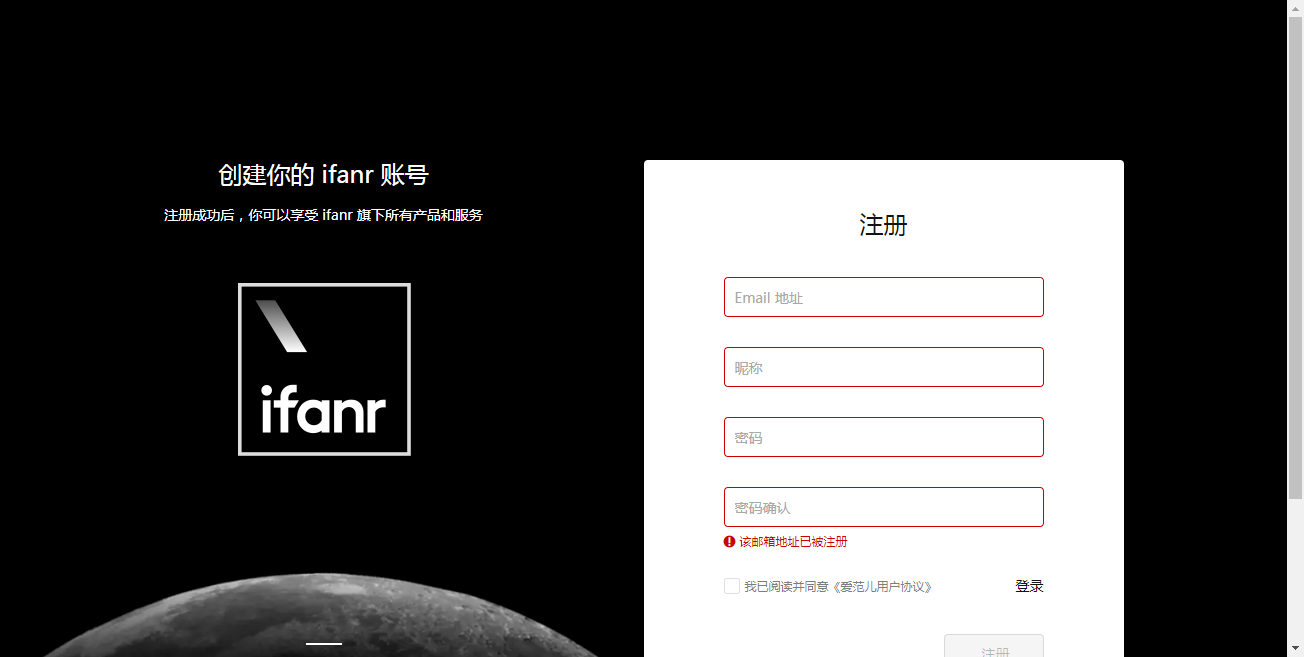 创建你的 ifanr 账号
注册成功后，你可以享受 ifanr 旗下所有产品和服务
ifanr
注册
Email 地址
昵称
密码
密码确认
该邮箱地址已被注册
我已阅读并同意《爱范儿用户协议》
登录
注册